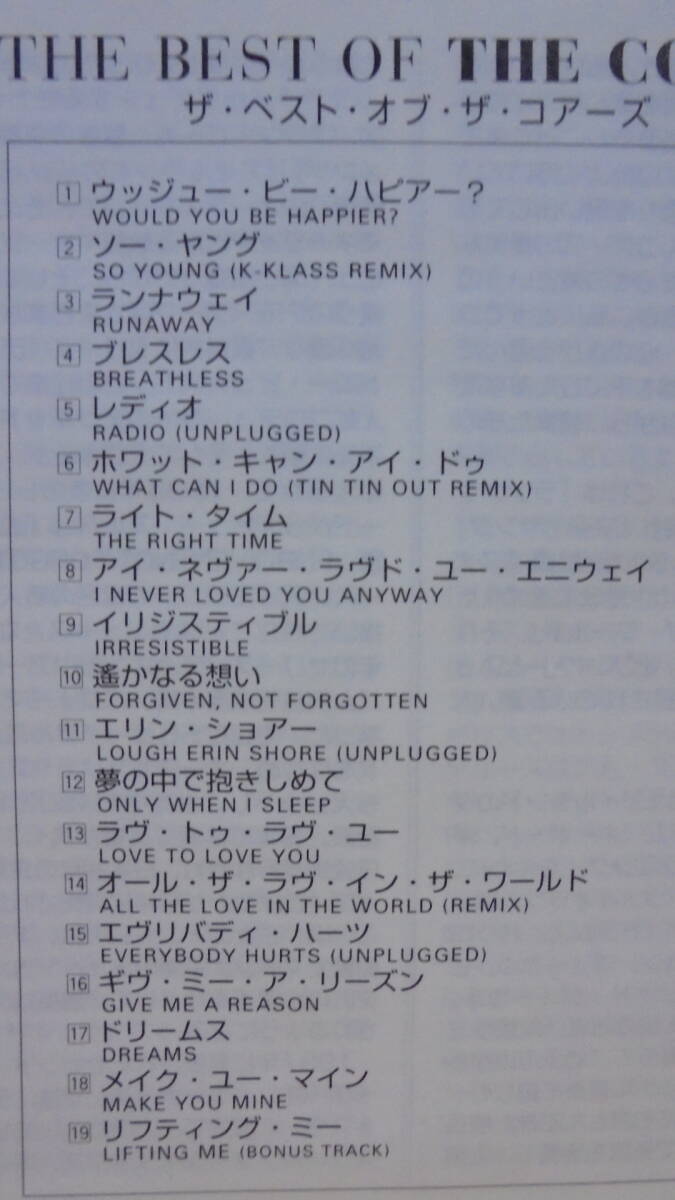 THE BEST OF THE CO
ザ・ベスト・オブ・ザ・コアーズ
1 ウッジュー・ビー・ハピアー？
WOULD YOU BE HAPPIER?
2 ソー・ヤング
SO YOUNG (K-KLASS REMIX)
3 ランナウェイ
RUNAWAY
4 ブレスレス
BREATHLESS
5 レディオ
RADIO (UNPLUGGED)
6 ホワット・キャン・アイ・ドゥ
WHAT CAN I DO (TIN TIN OUT REMIX)
7 ライト・タイム
THE RIGHT TIME
8 アイ・ネヴァー・ラヴド・ユー・エニウェイ
I NEVER LOVED YOU ANYWAY
9 イリジスティブル
IRRESISTIBLE
10 遙かなる想い
FORGIVEN, NOT FORGOTTEN
11 エリン・ショアー
LOUGH ERIN SHORE (UNPLUGGED)
12 夢の中で抱きしめて
ONLY WHEN I SLEEP
13 ラヴ・トゥ・ラヴ・ユー
LOVE TO LOVE YOU
14 オール・ザ・ラヴ・イン・ザ・ワールド
ALL THE LOVE IN THE WORLD (REMIX)
15 エヴリバディ・ハーツ
EVERYBODY HURTS (UNPLUGGED)
16 ギヴ・ミー・ア・リーズン
GIVE ME A REASON
17 ドリームス
DREAMS
18 メイク・ユー・マイン
MAKE YOU MINE
19 リフティング・ミー
LIFTING ME (BONUS TRACK)